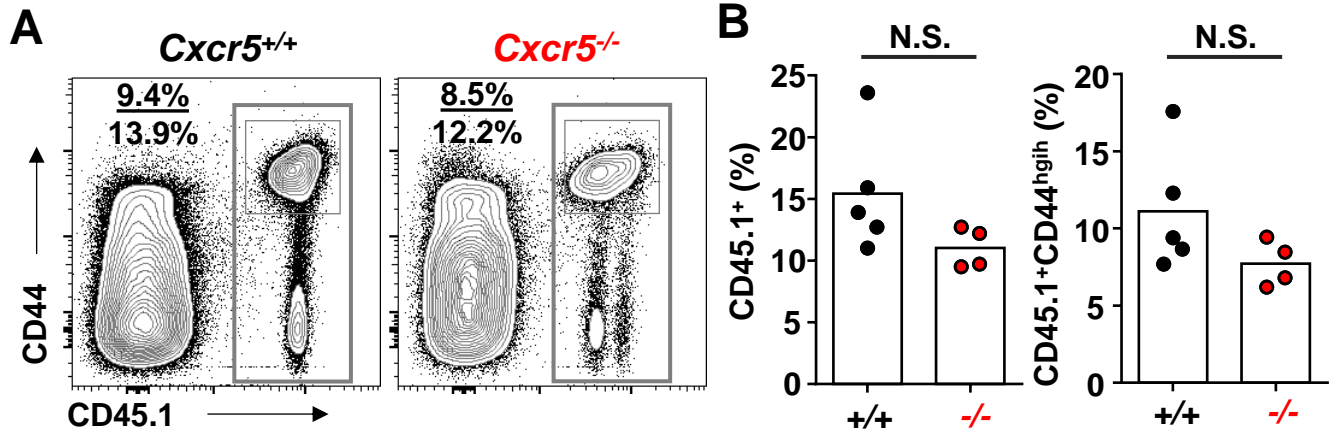 A
Cxcr5+/+
Cxcr5-/-
9.4%
13.9%
8.5%
12.2%
CD44
CD45.1
B
N.S.
N.S.
CD45.1+ (%)
25
20
15
10
5
0
+/+
-/-
CD45.1+CD44hgih (%)
20
15
10
5
0
+/+
-/-